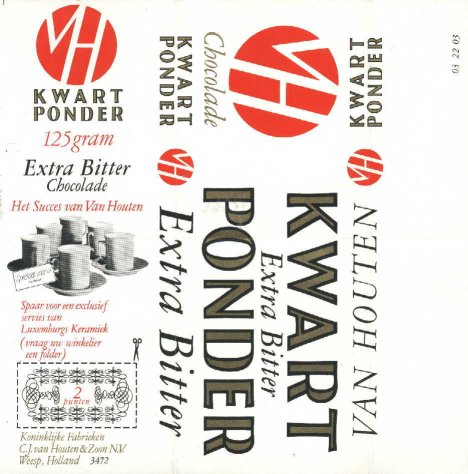 VH
KWART
PONDER
125 gram
Extra Bitter
Chocolade
Het Succes van Van Houten
Spaar voor een exclusief
servies van
Luxemburgs Keramiek
(vraag uw winkelier
een folder)
2
punten
Koninklijke Fabrieken
C.J. van Houten & Zoon N.V.
Weesp, Holland 3472
KWART
PONDER
Chocolade
VH
KWART
PONDER
03 22 03
VH
Extra Bitter
PONDER
Extra Bitter
KWART
VH
VAN HOUTEN